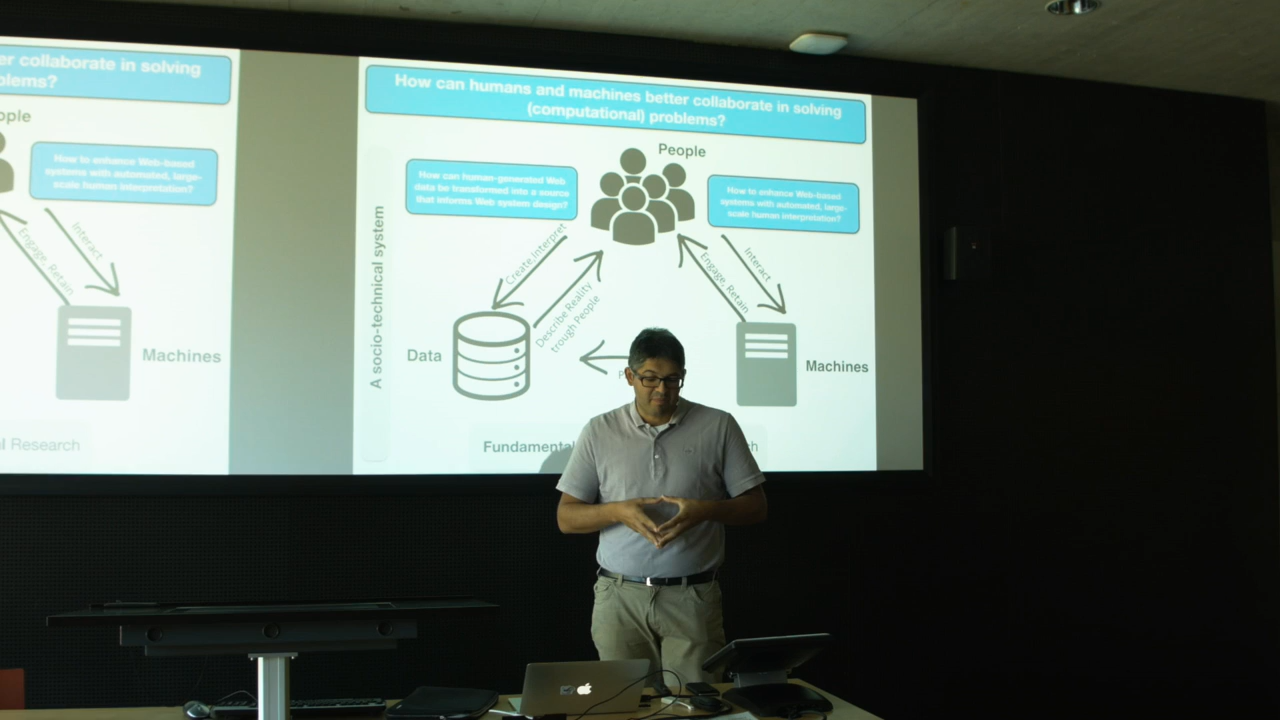 er collaborate in solving
blems?
ople
How to enhance Web-based
systems with automated, large-
scale human interpretation?
Engage, Retain
Interact
Machines
l Research
How can humans and machines better collaborate in solving
(computational) problems?
People
How can human-generated Web
data be transformed into a source
that informs Web system design?
How to enhance Web-based
systems with automated, large-
scale human interpretation?
A socio-technical system
Create,Interpret
Describe Reality
trough People
Engage, Retain
Interact
Data
P
Machines
Fundamental
h